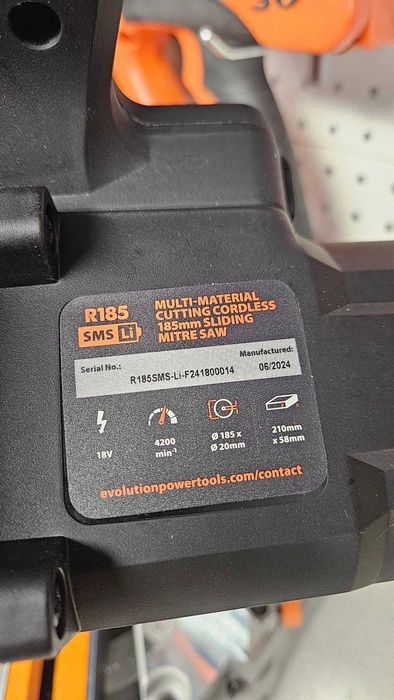 R185
SMS Li
MULTI-MATERIAL
CUTTING CORDLESS
185mm SLIDING
MITRE SAW
Serial No.:
R185SMS-Li-F241800014
Manufactured:
06/2024
18V
4200
min⁻¹
Ø 185 x
Ø 20mm
210mm
x 58mm
evolutionpowertools.com/contact